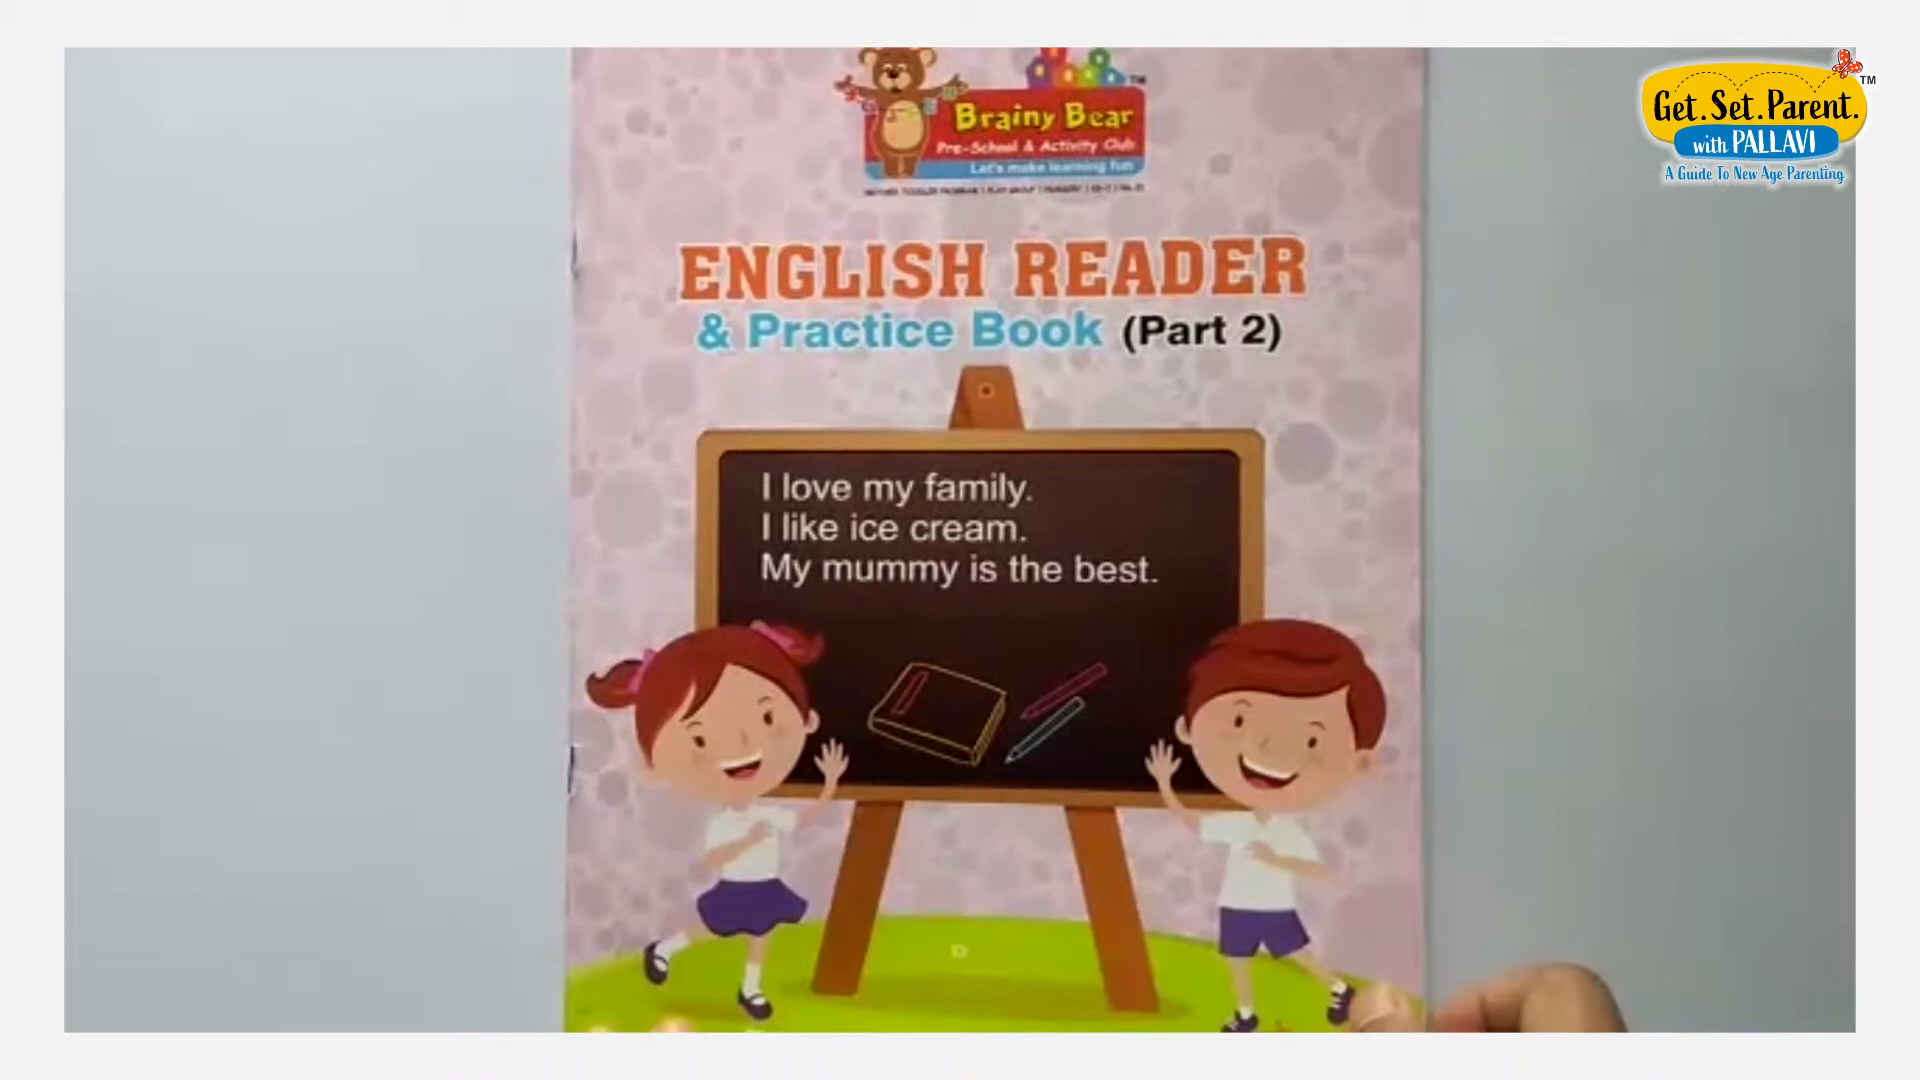 Brainy Bear
Pre-School & Activity Club
Let's make learning fun
ENGLISH READER
& Practice Book (Part 2)
I love my family.
I like ice cream.
My mummy is the best.
Get. Set. Parent.
TM
with PALLAVI
A Guide To New Age Parenting